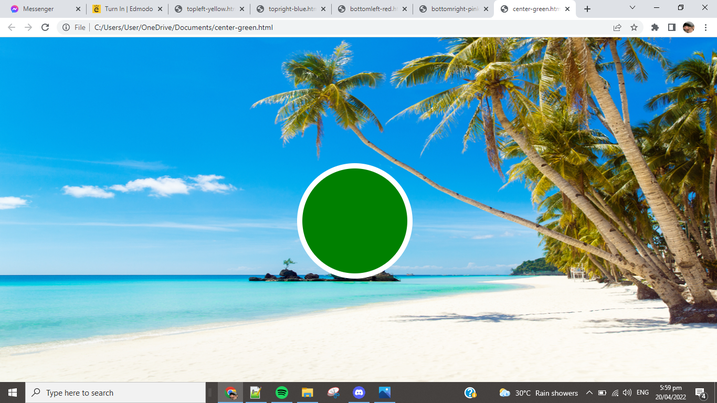 Messenger
Turn In | Edmodo
topleft-yellow.htm
topright-blue.htm
bottomleft-red.
bottomright-pin
center-green.htm
File
C:/Users/User/OneDrive/Documents/center-green.html
Type here to search
30°C Rain showers
ENG
5:59 pm
20/04/2022
4